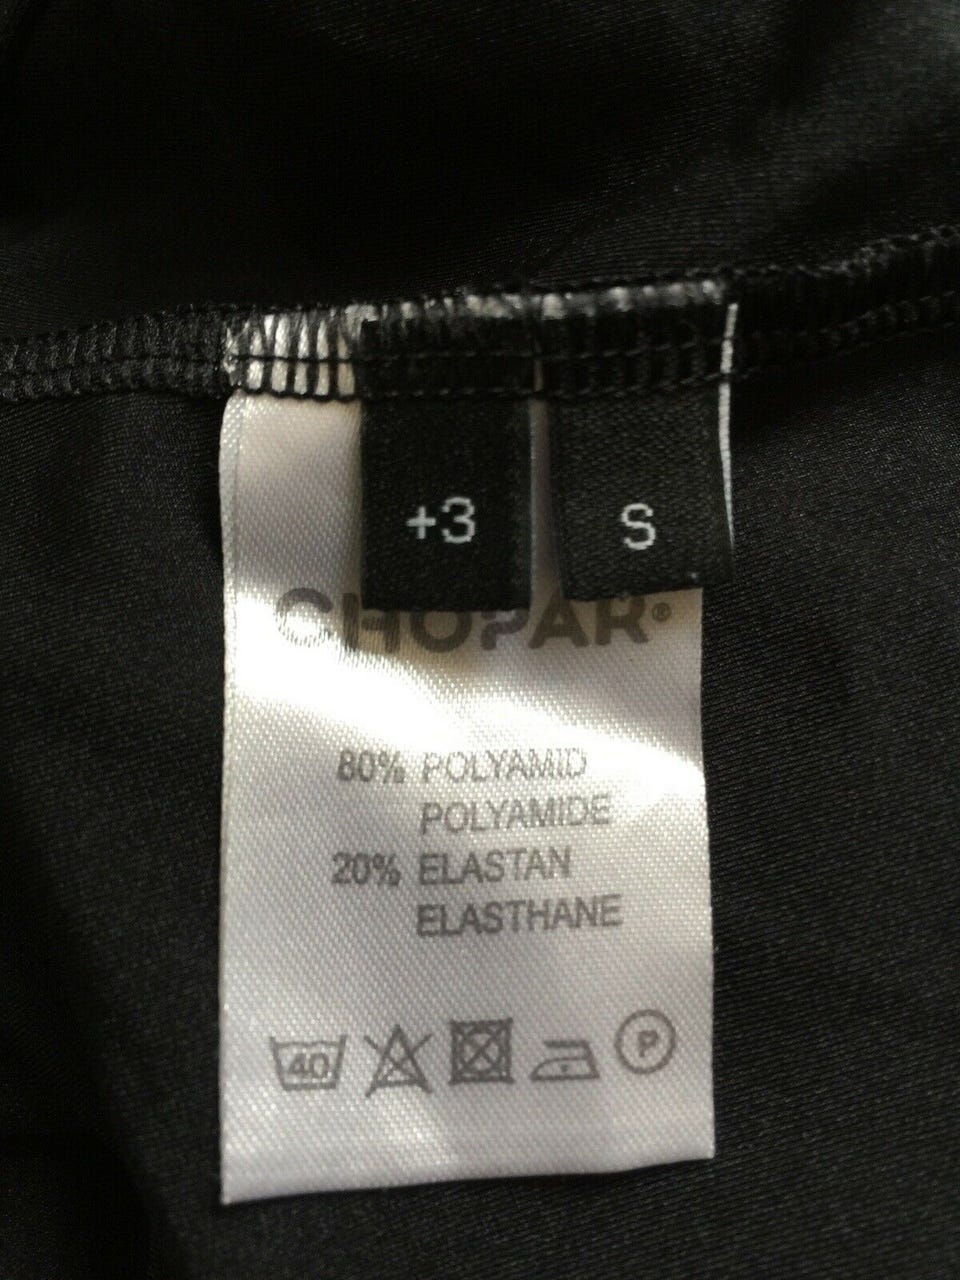 +3
S
CHOPAR®
80% POLYAMID
POLYAMIDE
20% ELASTAN
ELASTHANE
40
P